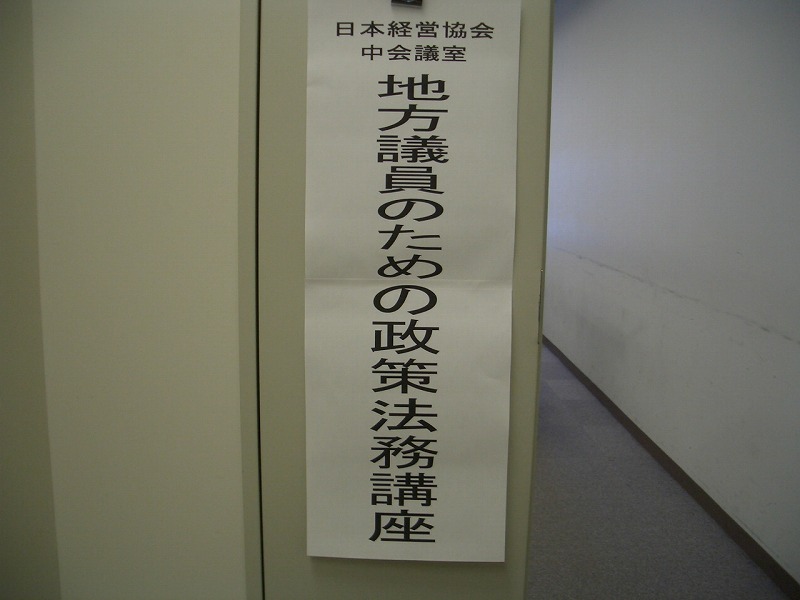 日本経営協会
中会議室
地方議員のための政策法務講座